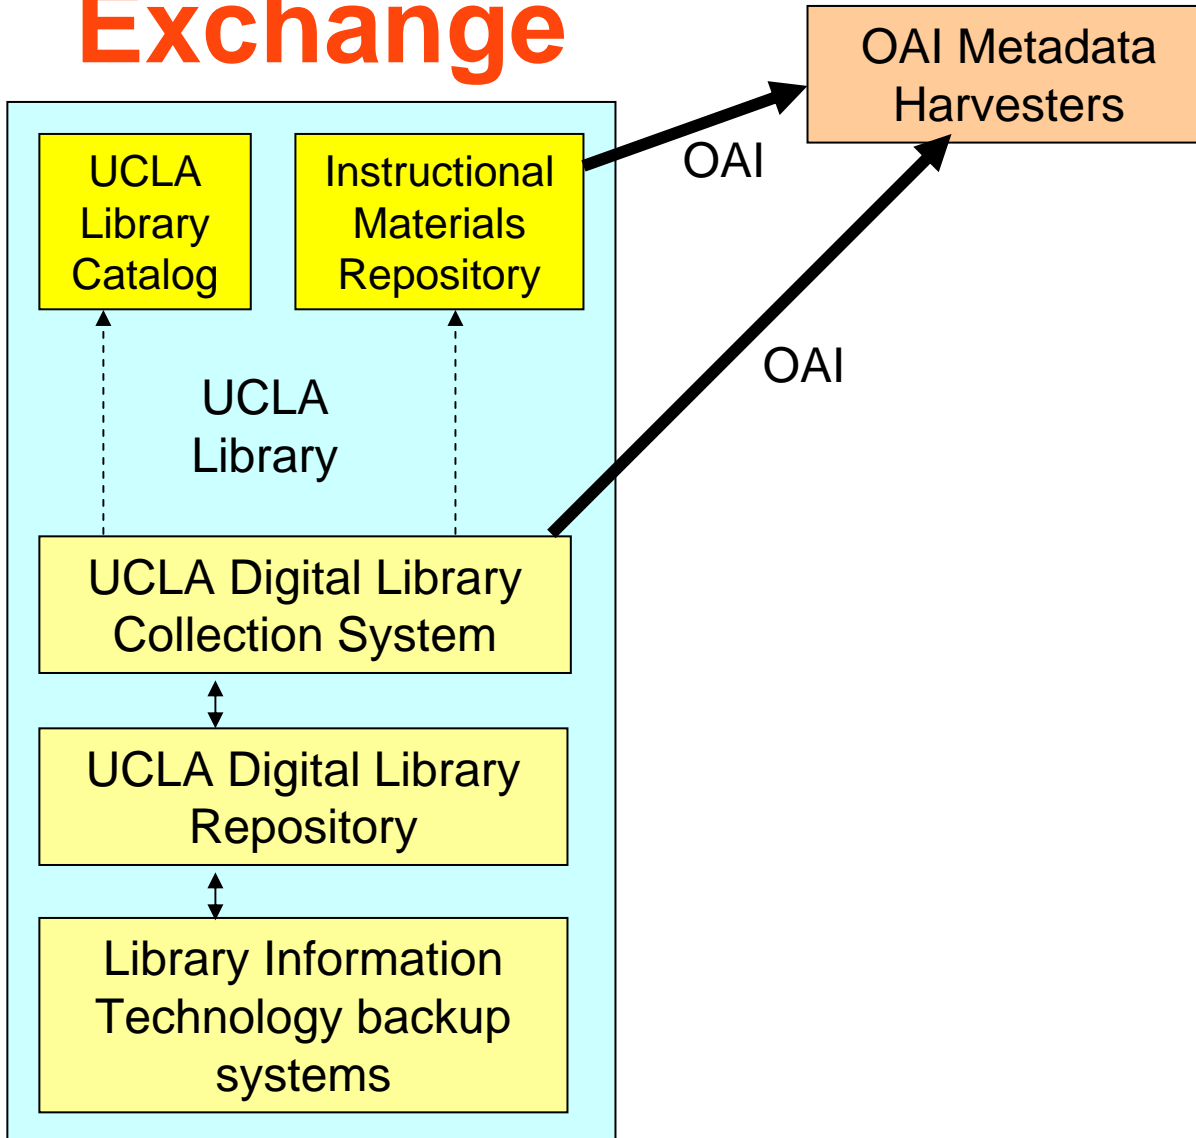 Exchange
OAI Metadata
Harvesters
UCLA
Library
Catalog
Instructional
Materials
Repository
OAI
OAI
UCLA
Library
UCLA Digital Library
Collection System
UCLA Digital Library
Repository
Library Information
Technology backup
systems